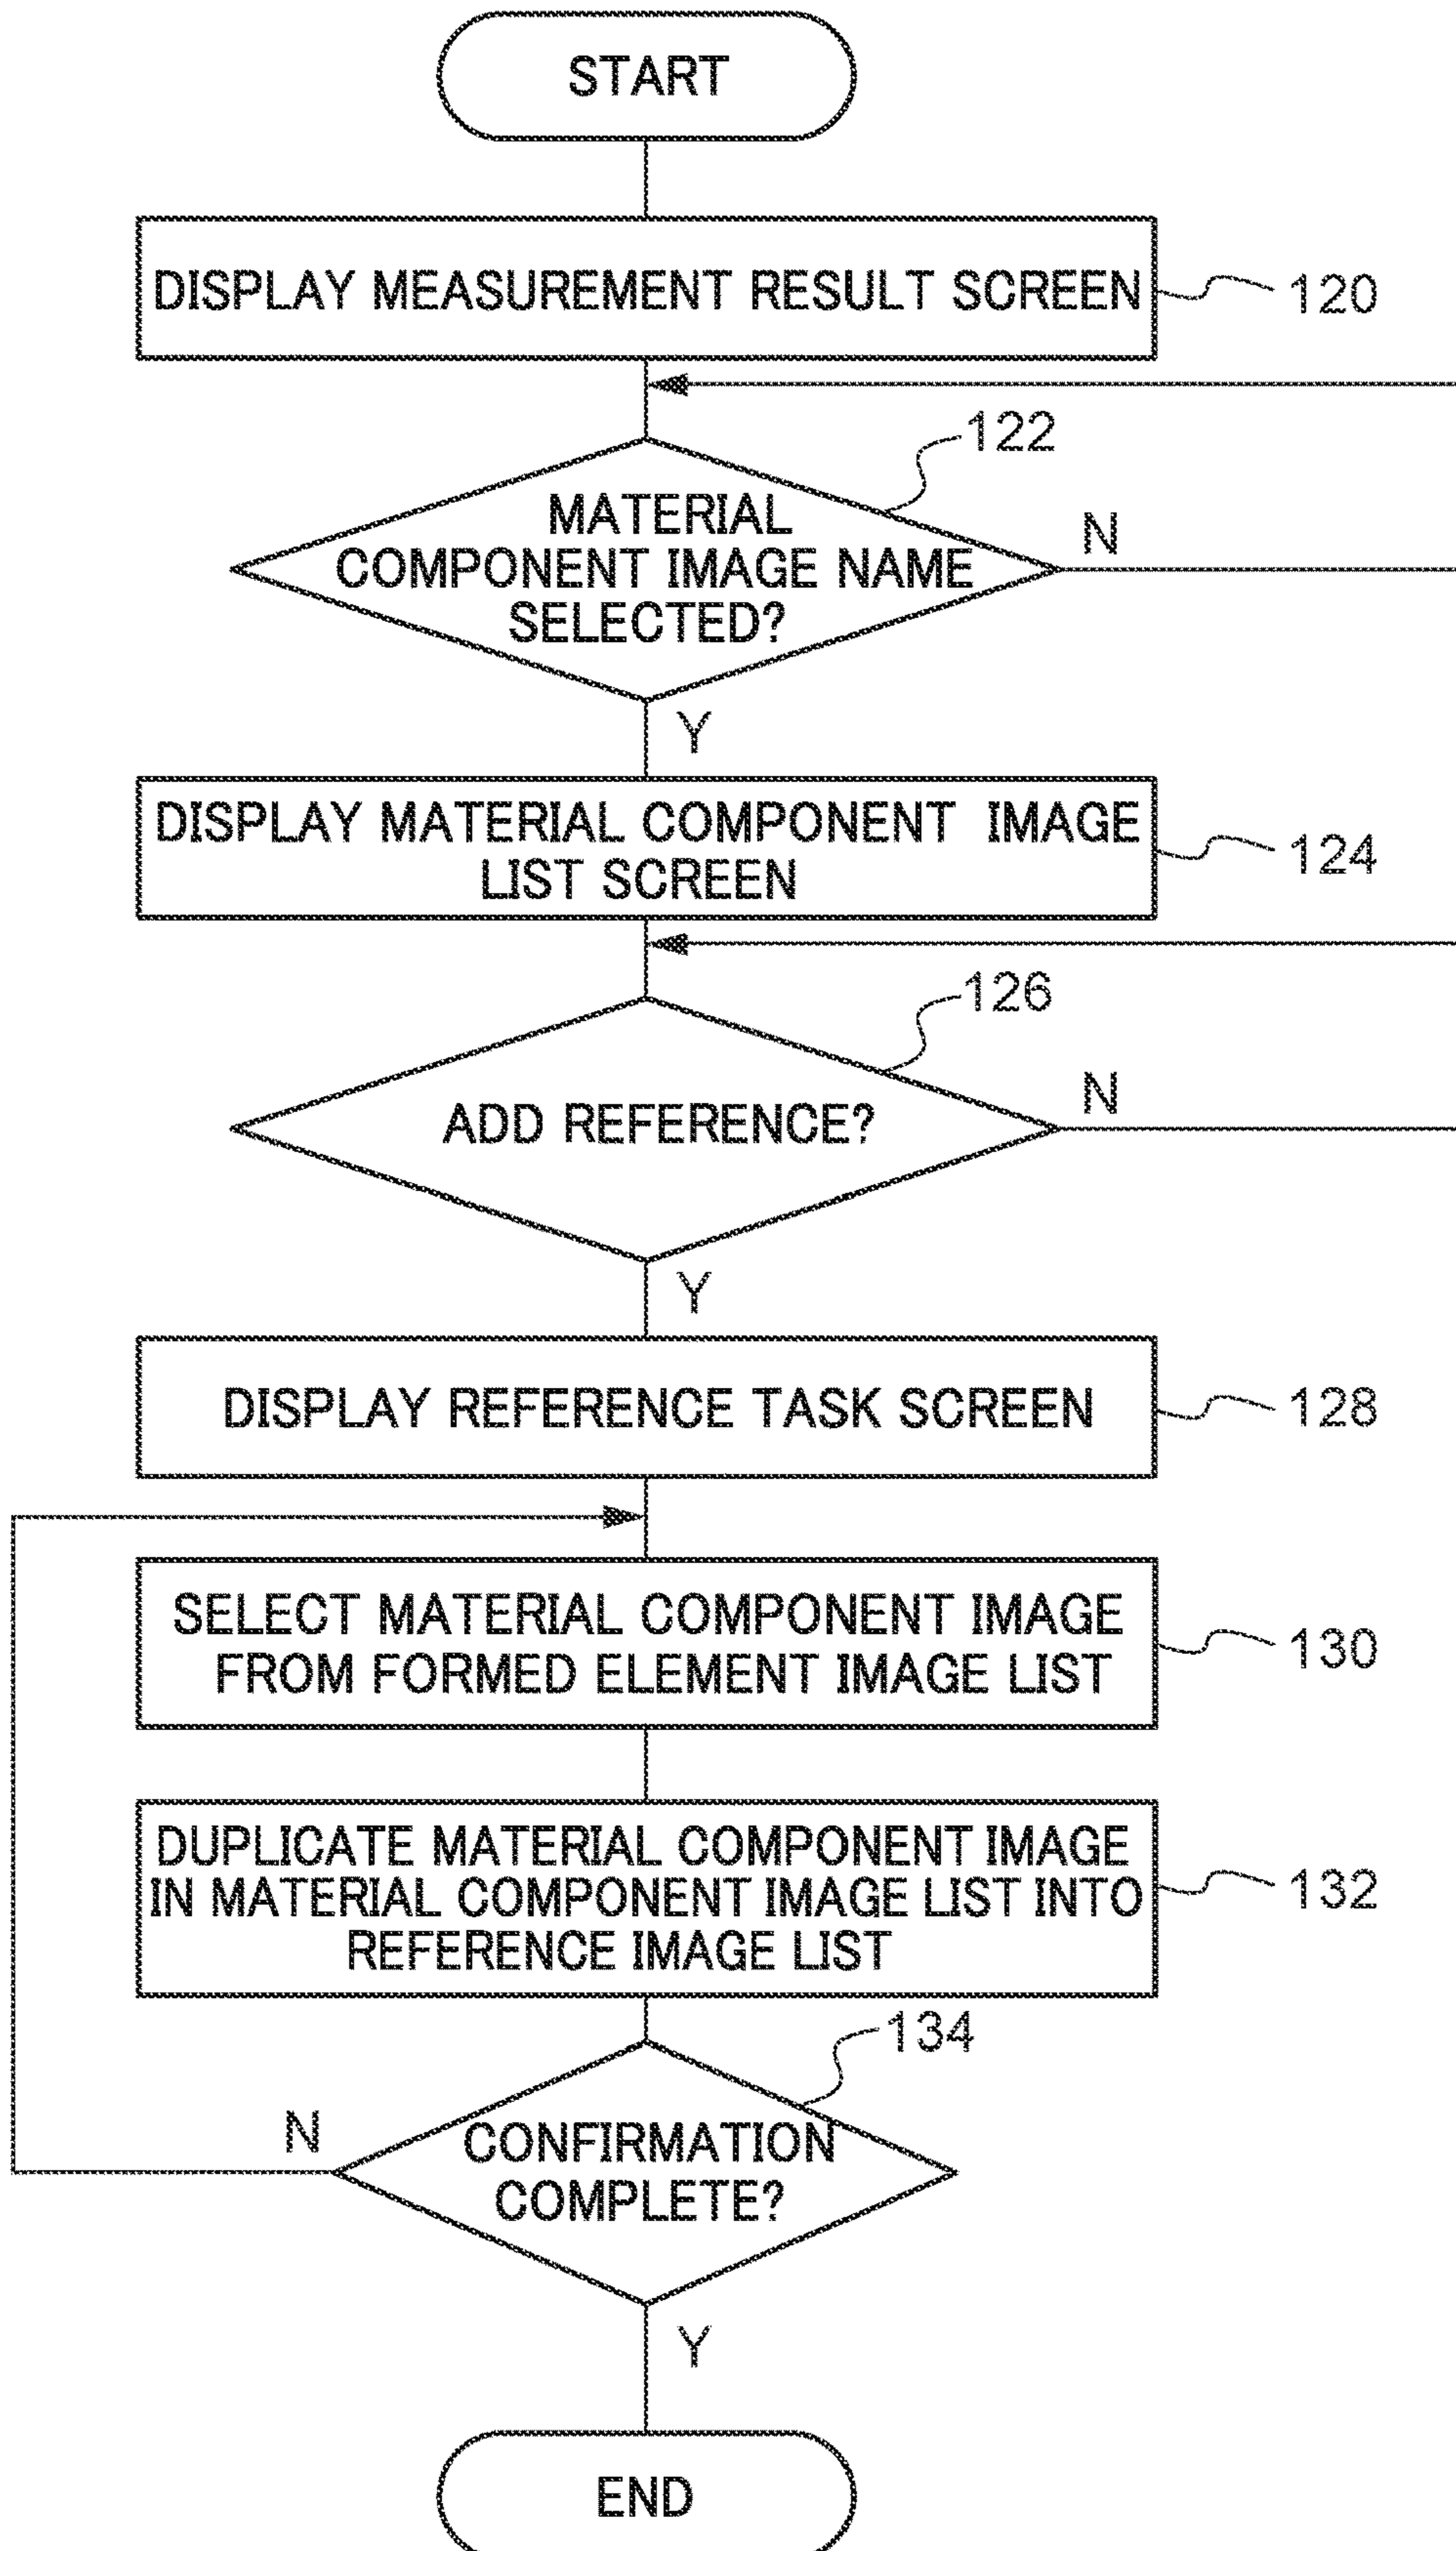 START
DISPLAY MEASUREMENT RESULT SCREEN
120
122
MATERIAL
COMPONENT IMAGE NAME
SELECTED?
N
Y
DISPLAY MATERIAL COMPONENT IMAGE
LIST SCREEN
124
126
ADD REFERENCE?
N
Y
DISPLAY REFERENCE TASK SCREEN
128
SELECT MATERIAL COMPONENT IMAGE
FROM FORMED ELEMENT IMAGE LIST
130
DUPLICATE MATERIAL COMPONENT IMAGE
IN MATERIAL COMPONENT IMAGE LIST INTO
REFERENCE IMAGE LIST
132
134
CONFIRMATION
COMPLETE?
N
Y
END